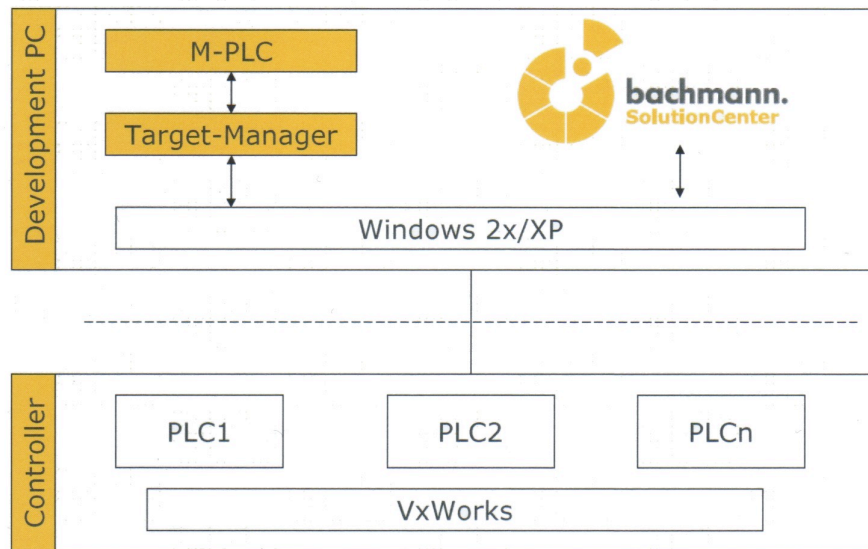 Development PC
M-PLC
Target-Manager
bachmann.
SolutionCenter
Windows 2x/XP
Controller
PLC1
PLC2
PLCn
VxWorks